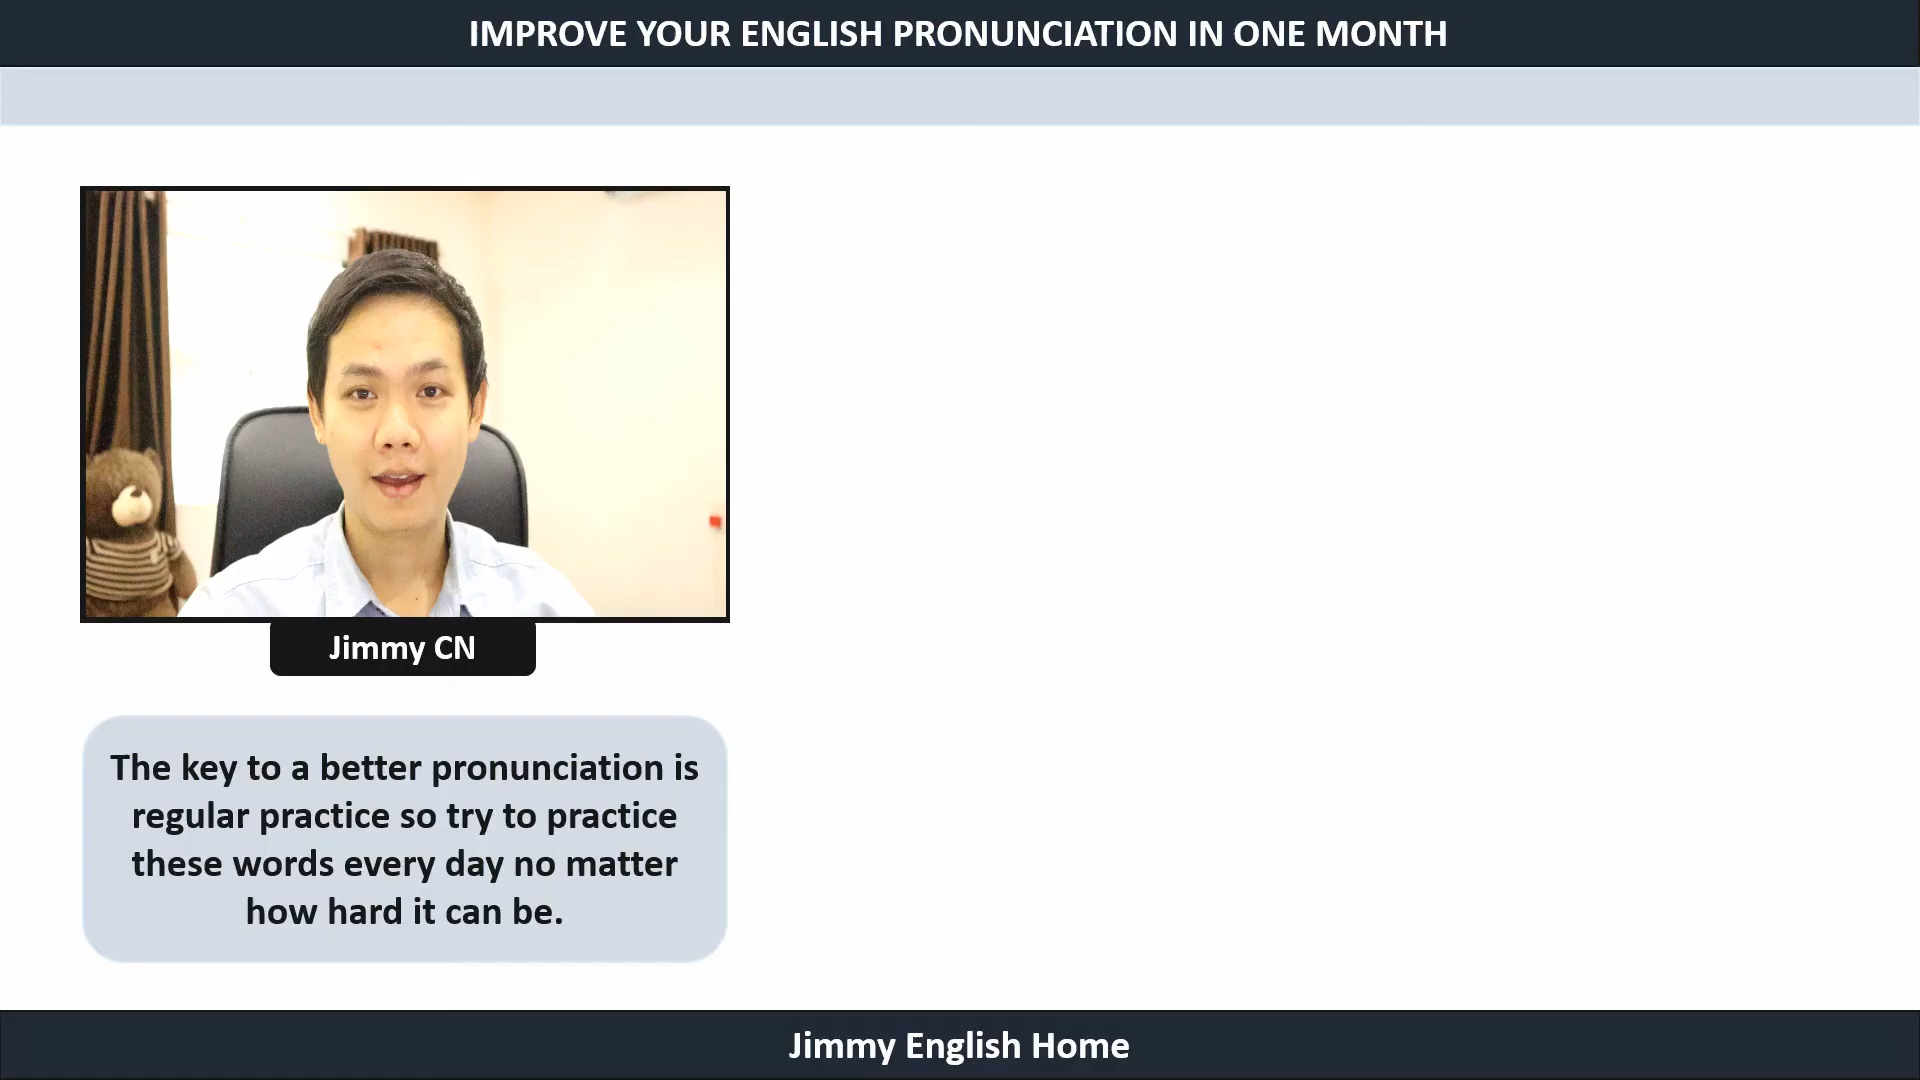 IMPROVE YOUR ENGLISH PRONUNCIATION IN ONE MONTH
Jimmy CN
The key to a better pronunciation is
regular practice so try to practice
these words every day no matter
how hard it can be.
Jimmy English Home